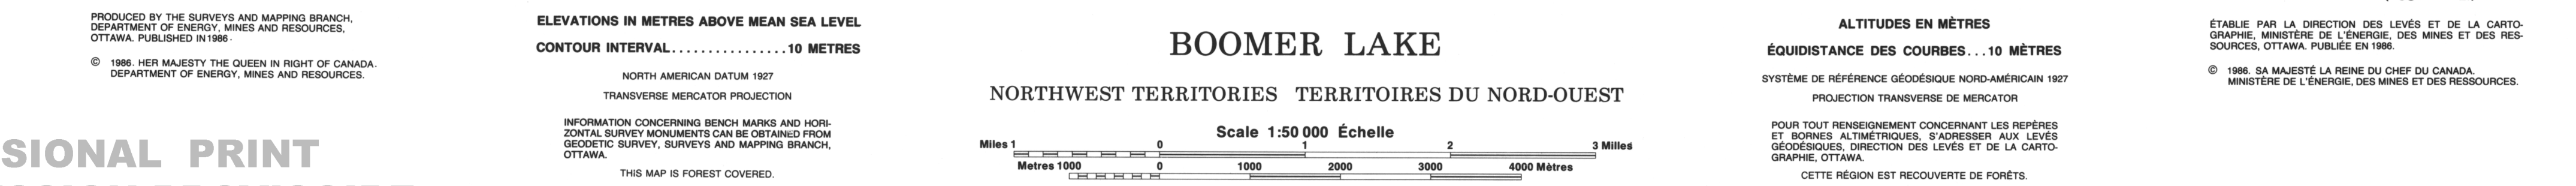 PRODUCED BY THE SURVEYS AND MAPPING BRANCH,
DEPARTMENT OF ENERGY, MINES AND RESOURCES,
OTTAWA. PUBLISHED IN 1986.
© 1986. HER MAJESTY THE QUEEN IN RIGHT OF CANADA.
DEPARTMENT OF ENERGY, MINES AND RESOURCES.
SIONAL PRINT
ELEVATIONS IN METRES ABOVE MEAN SEA LEVEL
CONTOUR INTERVAL................10 METRES
NORTH AMERICAN DATUM 1927
TRANSVERSE MERCATOR PROJECTION
INFORMATION CONCERNING BENCH MARKS AND HORI-
ZONTAL SURVEY MONUMENTS CAN BE OBTAINED FROM
GEODETIC SURVEY, SURVEYS AND MAPPING BRANCH,
OTTAWA.
THIS MAP IS FOREST COVERED.
BOOMER LAKE
NORTHWEST TERRITORIES TERRITOIRES DU NORD-OUEST
Scale 1:50 000 Échelle
Miles 1 0 1 2 3 Milles
Metres 1000 0 1000 2000 3000 4000 Mètres
ALTITUDES EN MÈTRES
ÉQUIDISTANCE DES COURBES...10 MÈTRES
SYSTÈME DE RÉFÉRENCE GÉODÉSIQUE NORD-AMÉRICAIN 1927
PROJECTION TRANSVERSE DE MERCATOR
POUR TOUT RENSEIGNEMENT CONCERNANT LES REPÈRES
ET BORNES ALTIMÉTRIQUES, S'ADRESSER AUX LEVÉS
GÉODÉSIQUES, DIRECTION DES LEVÉS ET DE LA CARTO-
GRAPHIE, OTTAWA.
CETTE RÉGION EST RECOUVERTE DE FORÊTS.
ÉTABLIE PAR LA DIRECTION DES LEVÉS ET DE LA CARTO-
GRAPHIE, MINISTÈRE DE L'ÉNERGIE, DES MINES ET DES RES-
SOURCES, OTTAWA. PUBLIÉE EN 1986.
© 1986. SA MAJESTÉ LA REINE DU CHEF DU CANADA.
MINISTÈRE DE L'ÉNERGIE, DES MINES ET DES RESSOURCES.